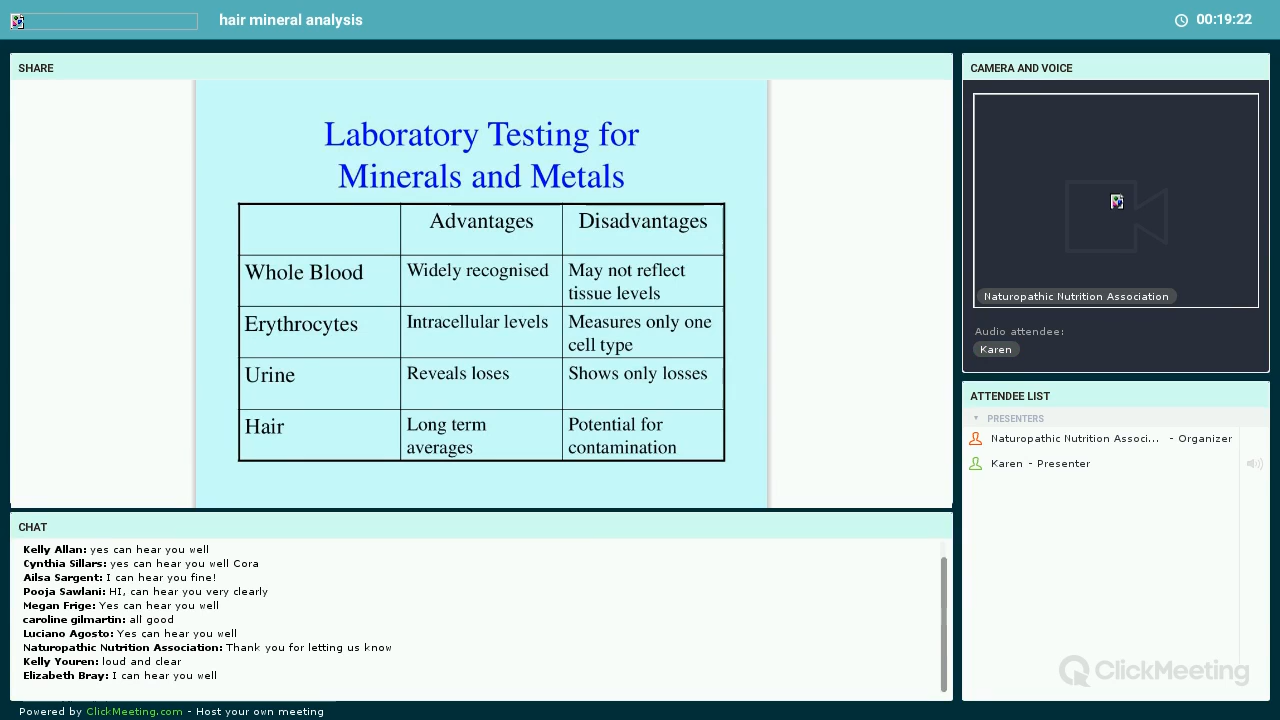 hair mineral analysis
00:19:22
SHARE
Laboratory Testing for
Minerals and Metals
Advantages Disadvantages
Whole Blood Widely recognised May not reflect
tissue levels
Erythrocytes Intracellular levels Measures only one
cell type
Urine Reveals loses Shows only losses
Hair Long term Potential for
averages contamination
CHAT
Kelly Allan: yes can hear you well
Cynthia Sillars: yes can hear you well Cora
Ailsa Sargent: I can hear you fine!
Pooja Sawlani: HI, can hear you very clearly
Megan Frige: Yes can hear you well
caroline gilmartin: all good
Luciano Agosto: Yes can hear you well
Naturopathic Nutrition Association: Thank you for letting us know
Kelly Youren: loud and clear
Elizabeth Bray: I can hear you well
CAMERA AND VOICE
Naturopathic Nutrition Association
Audio attendee:
Karen
ATTENDEE LIST
PRESENTERS
Naturopathic Nutrition Associ... - Organizer
Karen - Presenter
ClickMeeting
Powered by ClickMeeting.com - Host your own meeting